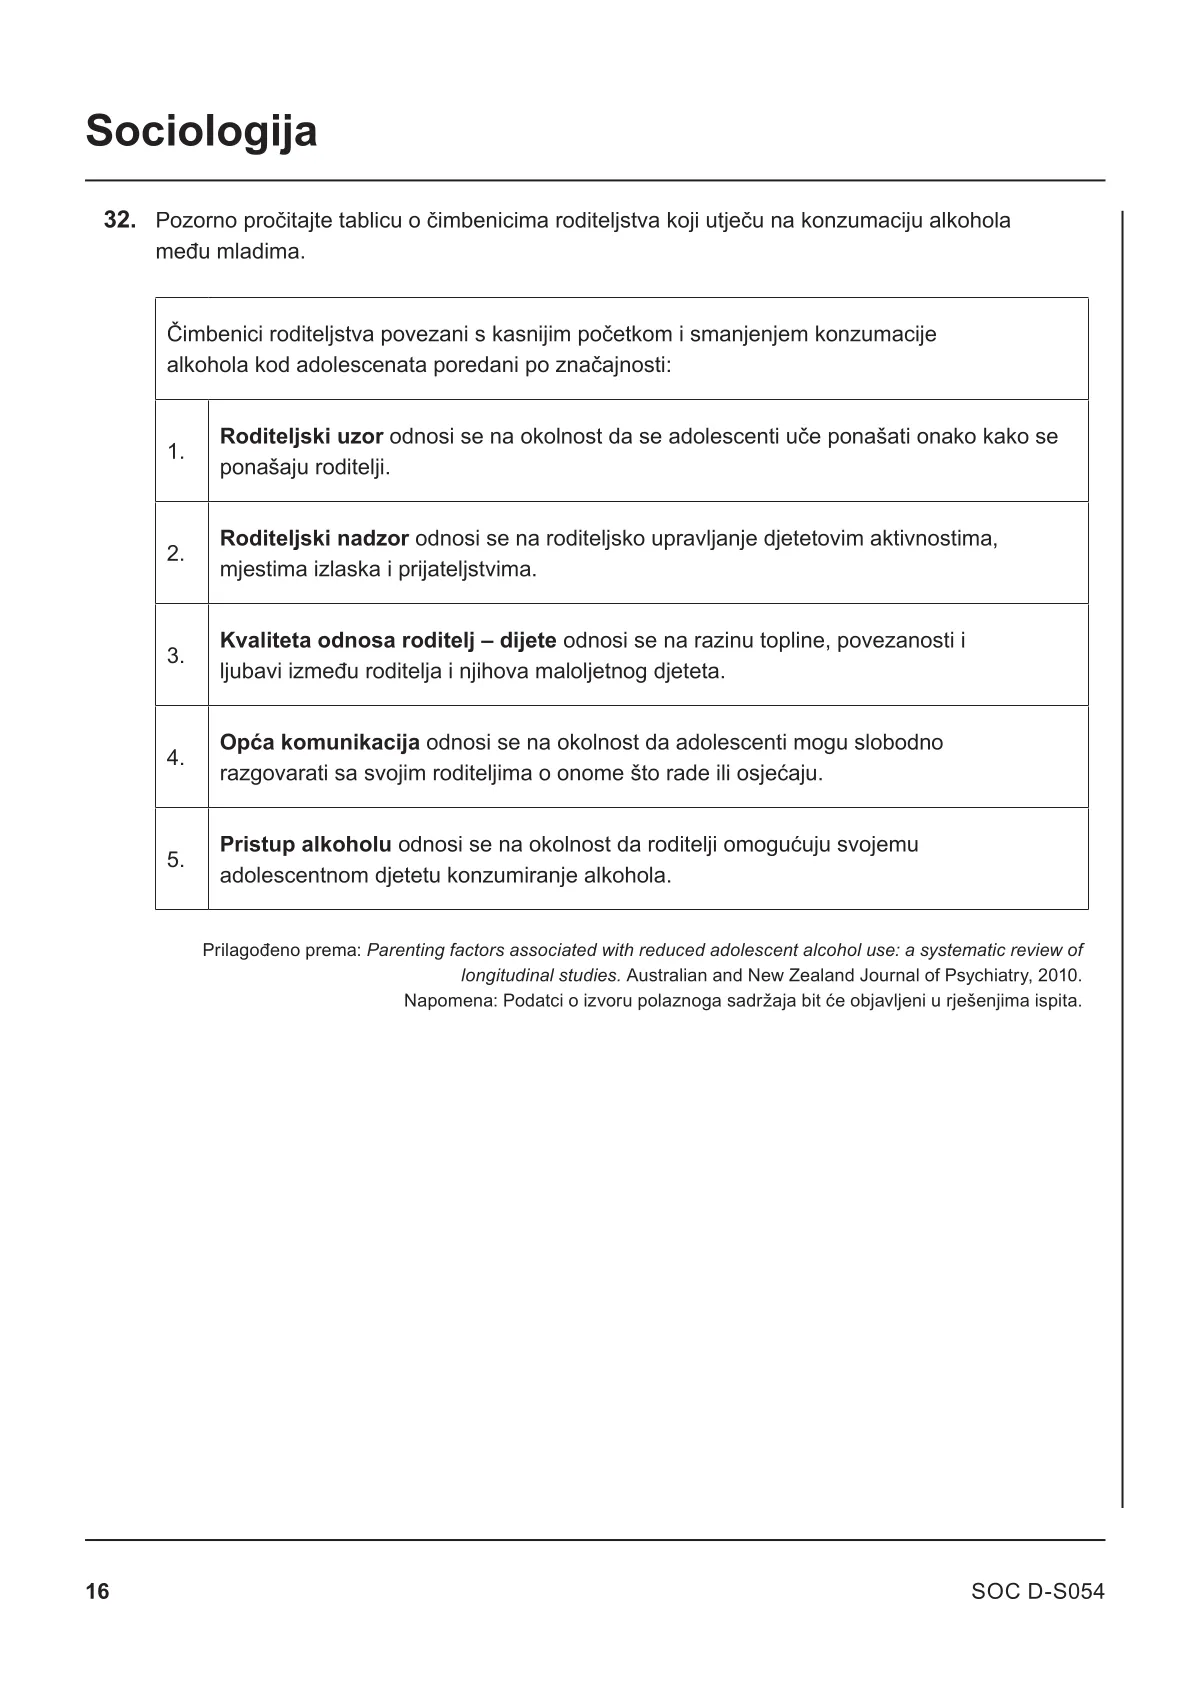 Sociologija
32. Pozorno pročitajte tablicu o čimbenicima roditeljstva koji utječu na konzumaciju alkohola
među mladima.
Čimbenici roditeljstva povezani s kasnijim početkom i smanjenjem konzumacije
alkohola kod adolescenata poredani po značajnosti:
1.
Roditeljski uzor odnosi se na okolnost da se adolescenti uče ponašati onako kako se
ponašaju roditelji.
2.
Roditeljski nadzor odnosi se na roditeljsko upravljanje djetetovim aktivnostima,
mjestima izlaska i prijateljstvima.
3.
Kvaliteta odnosa roditelj – dijete odnosi se na razinu topline, povezanosti i
ljubavi između roditelja i njihova maloljetnog djeteta.
4.
Opća komunikacija odnosi se na okolnost da adolescenti mogu slobodno
razgovarati sa svojim roditeljima o onome što rade ili osjećaju.
5.
Pristup alkoholu odnosi se na okolnost da roditelji omogućuju svojemu
adolescentnom djetetu konzumiranje alkohola.
Prilagođeno prema: Parenting factors associated with reduced adolescent alcohol use: a systematic review of
longitudinal studies. Australian and New Zealand Journal of Psychiatry, 2010.
Napomena: Podatci o izvoru polaznoga sadržaja bit će objavljeni u rješenjima ispita.
16
SOC D-S054